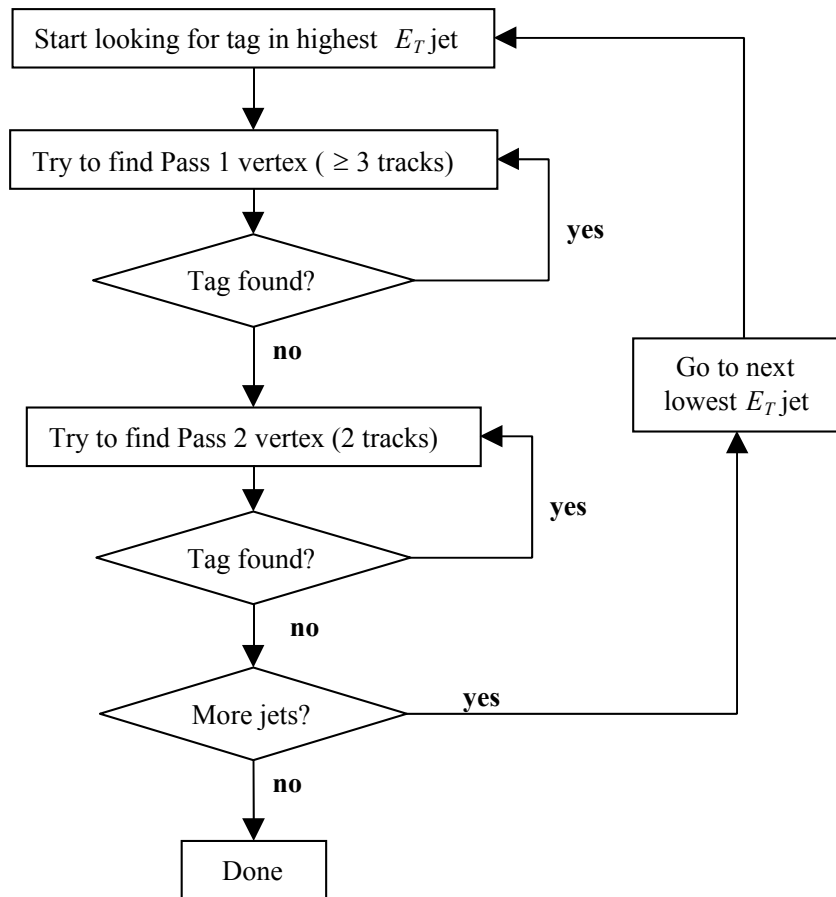 Start looking for tag in highest E_T jet
Try to find Pass 1 vertex ( ≥ 3 tracks)
yes
Tag found?
no
Go to next
lowest E_T jet
Try to find Pass 2 vertex (2 tracks)
yes
Tag found?
no
More jets?
yes
no
Done